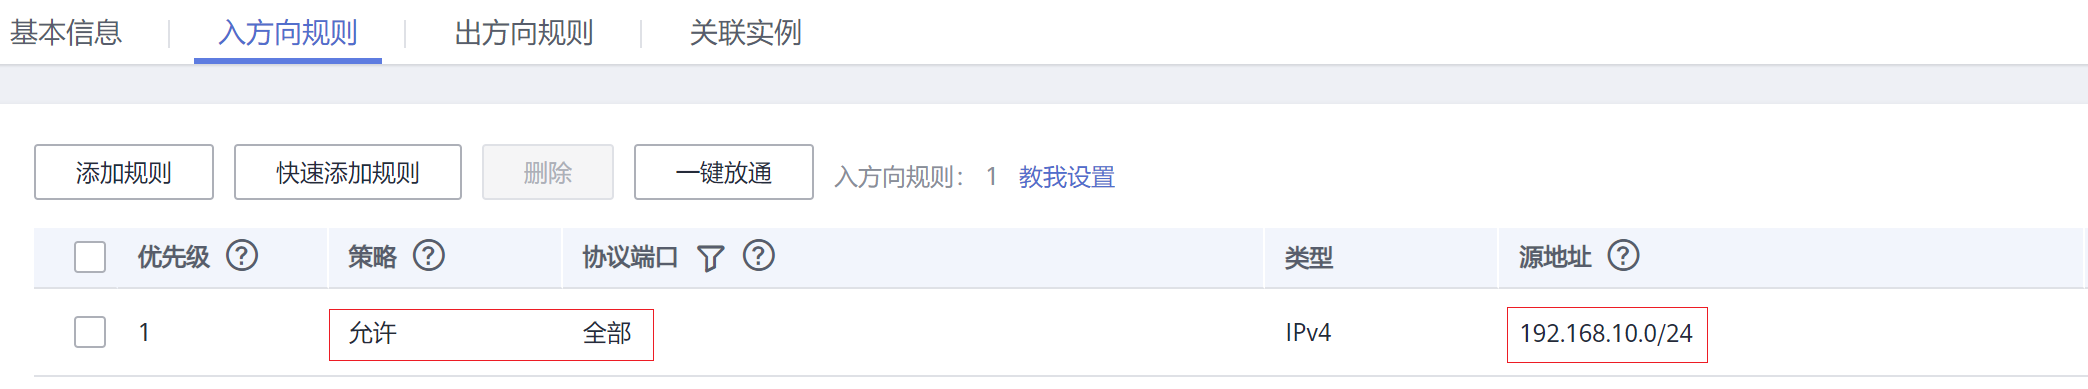 基本信息 入方向规则 出方向规则 关联实例
添加规则 快速添加规则 删除 一键放通 入方向规则： 1 教我设置
优先级 ? 策略 ? 协议端口 ? 类型 源地址 ?
1 允许 全部 IPv4 192.168.10.0/24